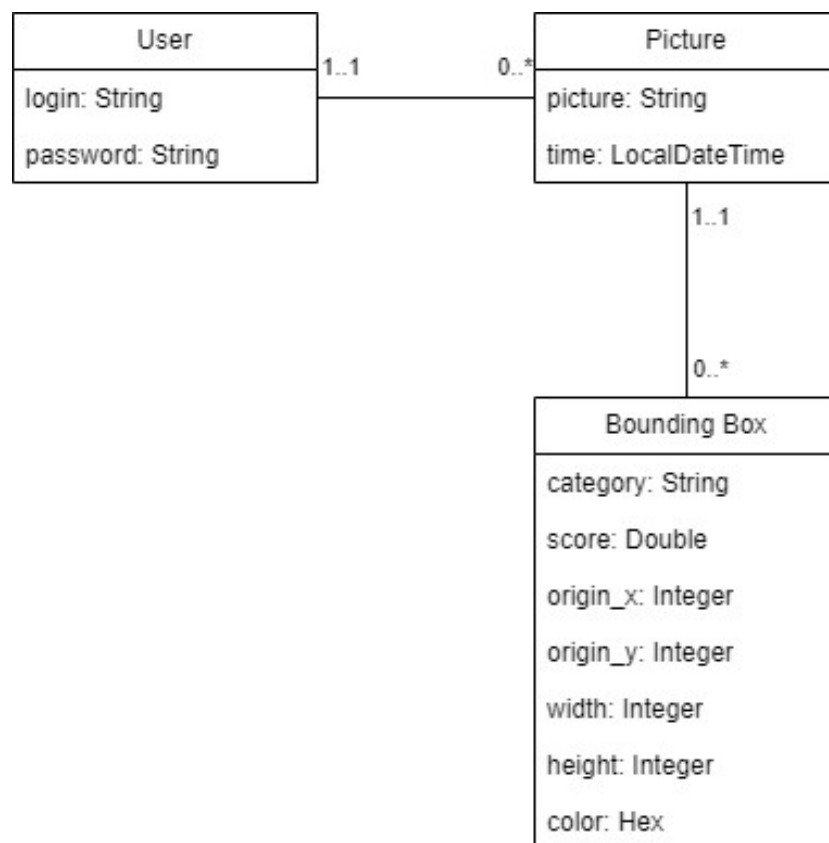 User
login: String
password: String
1..1
0..*
Picture
picture: String
time: LocalDateTime
1..1
0..*
Bounding Box
category: String
score: Double
origin_x: Integer
origin_y: Integer
width: Integer
height: Integer
color: Hex